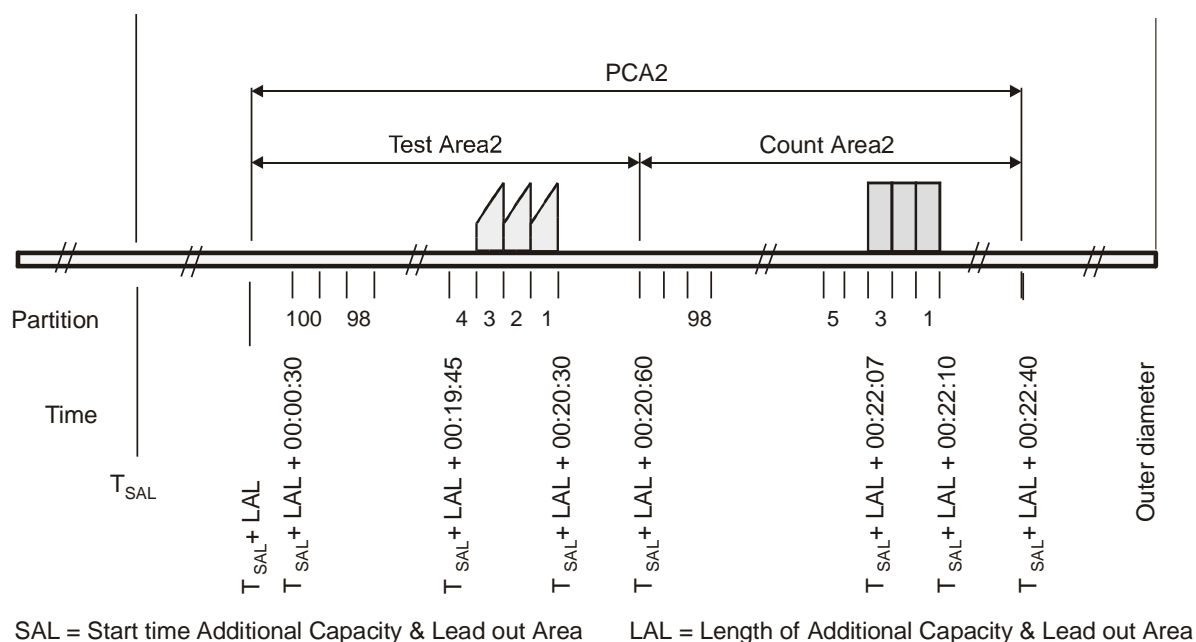 PCA2
Test Area2 Count Area2
Partition 100 98 4 3 2 1 98 5 3 1
Time
T_SAL
T_SAL + LAL
T_SAL + LAL + 00:00:30
T_SAL + LAL + 00:19:45
T_SAL + LAL + 00:20:30
T_SAL + LAL + 00:20:60
T_SAL + LAL + 00:22:07
T_SAL + LAL + 00:22:10
T_SAL + LAL + 00:22:40
Outer diameter
SAL = Start time Additional Capacity & Lead out Area LAL = Length of Additional Capacity & Lead out Area